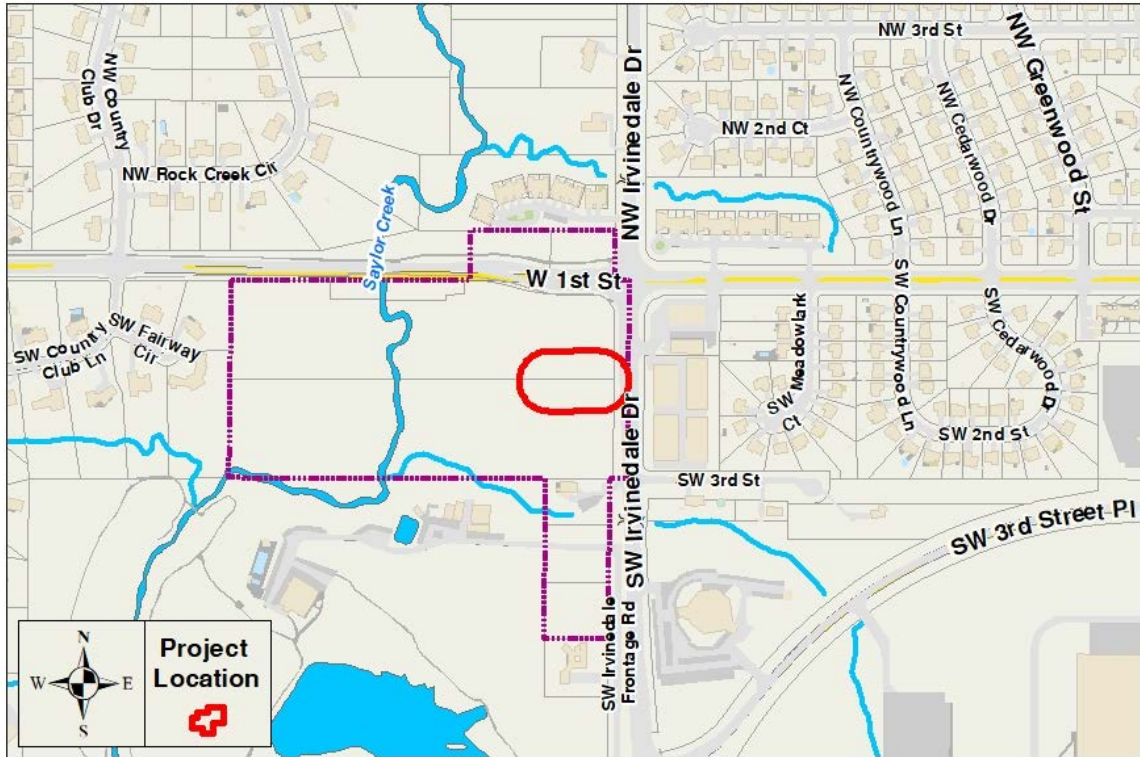 NW 3rd St
NW Greenwood St
NW Country
Club Dr
NW Irvinedale Dr
NW Countrywood Ln
NW Cedarwood Dr
NW 2nd Ct
NW Rock Creek Cir
Saylor Creek
W 1st St
SW Country
Club Ln
SW Fairway
Cir
SW Meadowlark
Ct
SW Countrywood Ln
SW Cedarwood Dr
SW 2nd St
SW Irvinedale Dr
SW 3rd St
SW 3rd Street Pl
SW Irvinedale
Frontage Rd
N
W
E
S
Project
Location